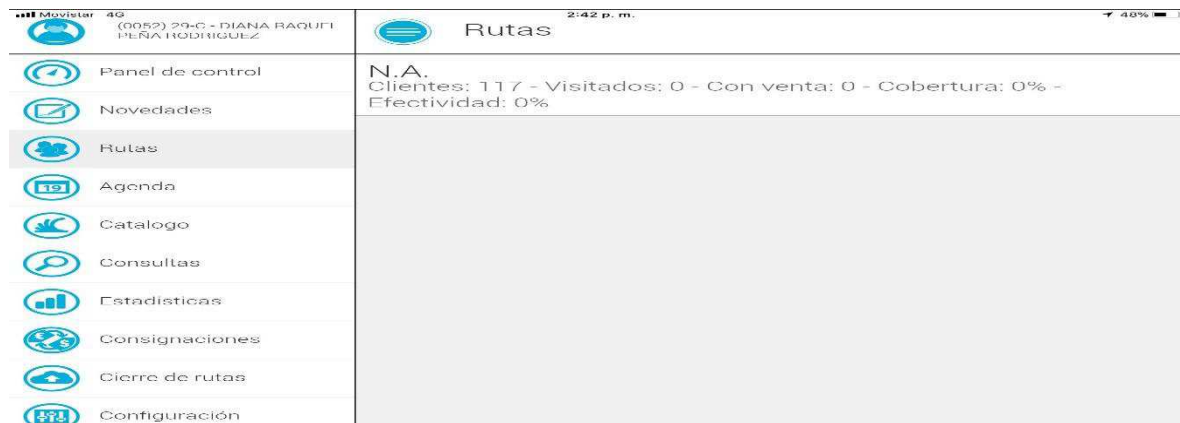 Movistar 4G
2:42 p. m.
48%
(0052) 29-C - DIANA RAQUEL
PEÑA RODRIGUEZ
Rutas
Panel de control
Novedades
Rutas
19
Agenda
Catalogo
Consultas
Estadisticas
Consignaciones
Cierre de rutas
Configuración
N.A.
Clientes: 117 - Visitados: 0 - Con venta: 0 - Cobertura: 0% -
Efectividad: 0%